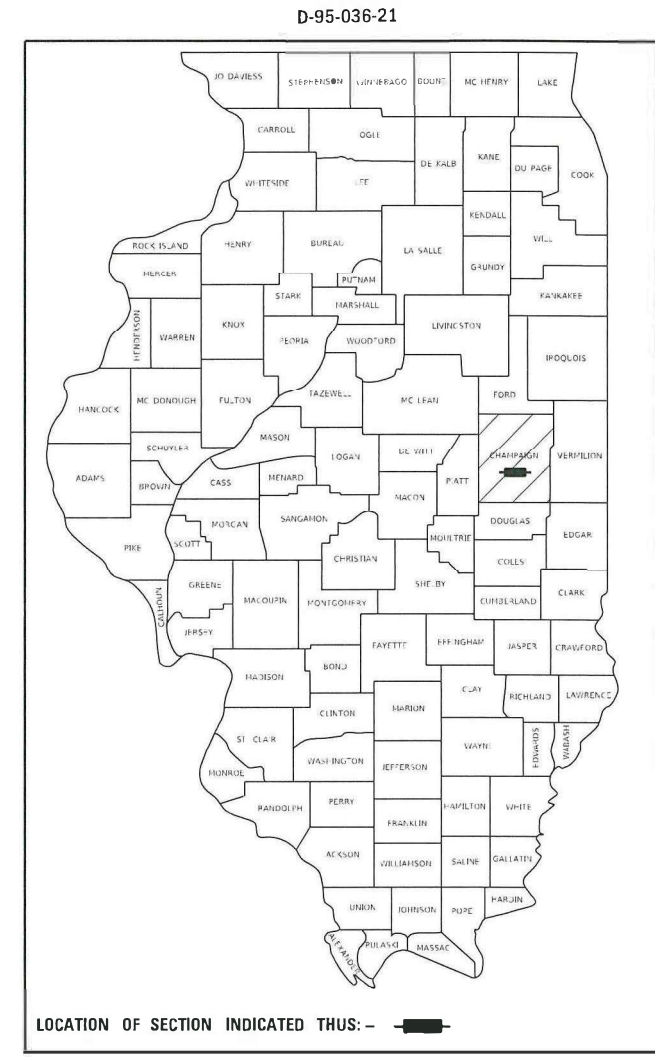 D-95-036-21
JO DAVIESS STEPHENSON WINNEBAGO BOONE MC HENRY LAKE
CARROLL OGLE
DE KALB KANE DU PAGE COOK
WHITESIDE LEE
KENDALL
ROCK ISLAND HENRY BUREAU LA SALLE WILL
MERCER PUTNAM GRUNDY
STARK MARSHALL KANKAKEE
HENDERSON WARREN KNOX PEORIA WOODFORD LIVINGSTON IROQUOIS
HANCOCK MC DONOUGH FULTON TAZEWELL MC LEAN FORD
MASON
SCHUYLER LOGAN DE WITT CHAMPAIGN VERMILION
ADAMS BROWN CASS MENARD PIATT
MACON
MORGAN SANGAMON DOUGLAS
PIKE SCOTT CHRISTIAN MOULTRIE COLES EDGAR
GREENE SHELBY
CALHOUN MACOUPIN MONTGOMERY CUMBERLAND CLARK
JERSEY FAYETTE EFFINGHAM JASPER CRAWFORD
MADISON BOND
CLAY RICHLAND LAWRENCE
CLINTON MARION
ST. CLAIR WAYNE EDWARDS WABASH
MONROE WASHINGTON JEFFERSON
RANDOLPH PERRY HAMILTON WHITE
FRANKLIN
ACKSON WILLIAMSON SALINE GALLATIN
UNION JOHNSON POPE HARDIN
ALEXANDER PULASKI MASSAC
LOCATION OF SECTION INDICATED THUS: –